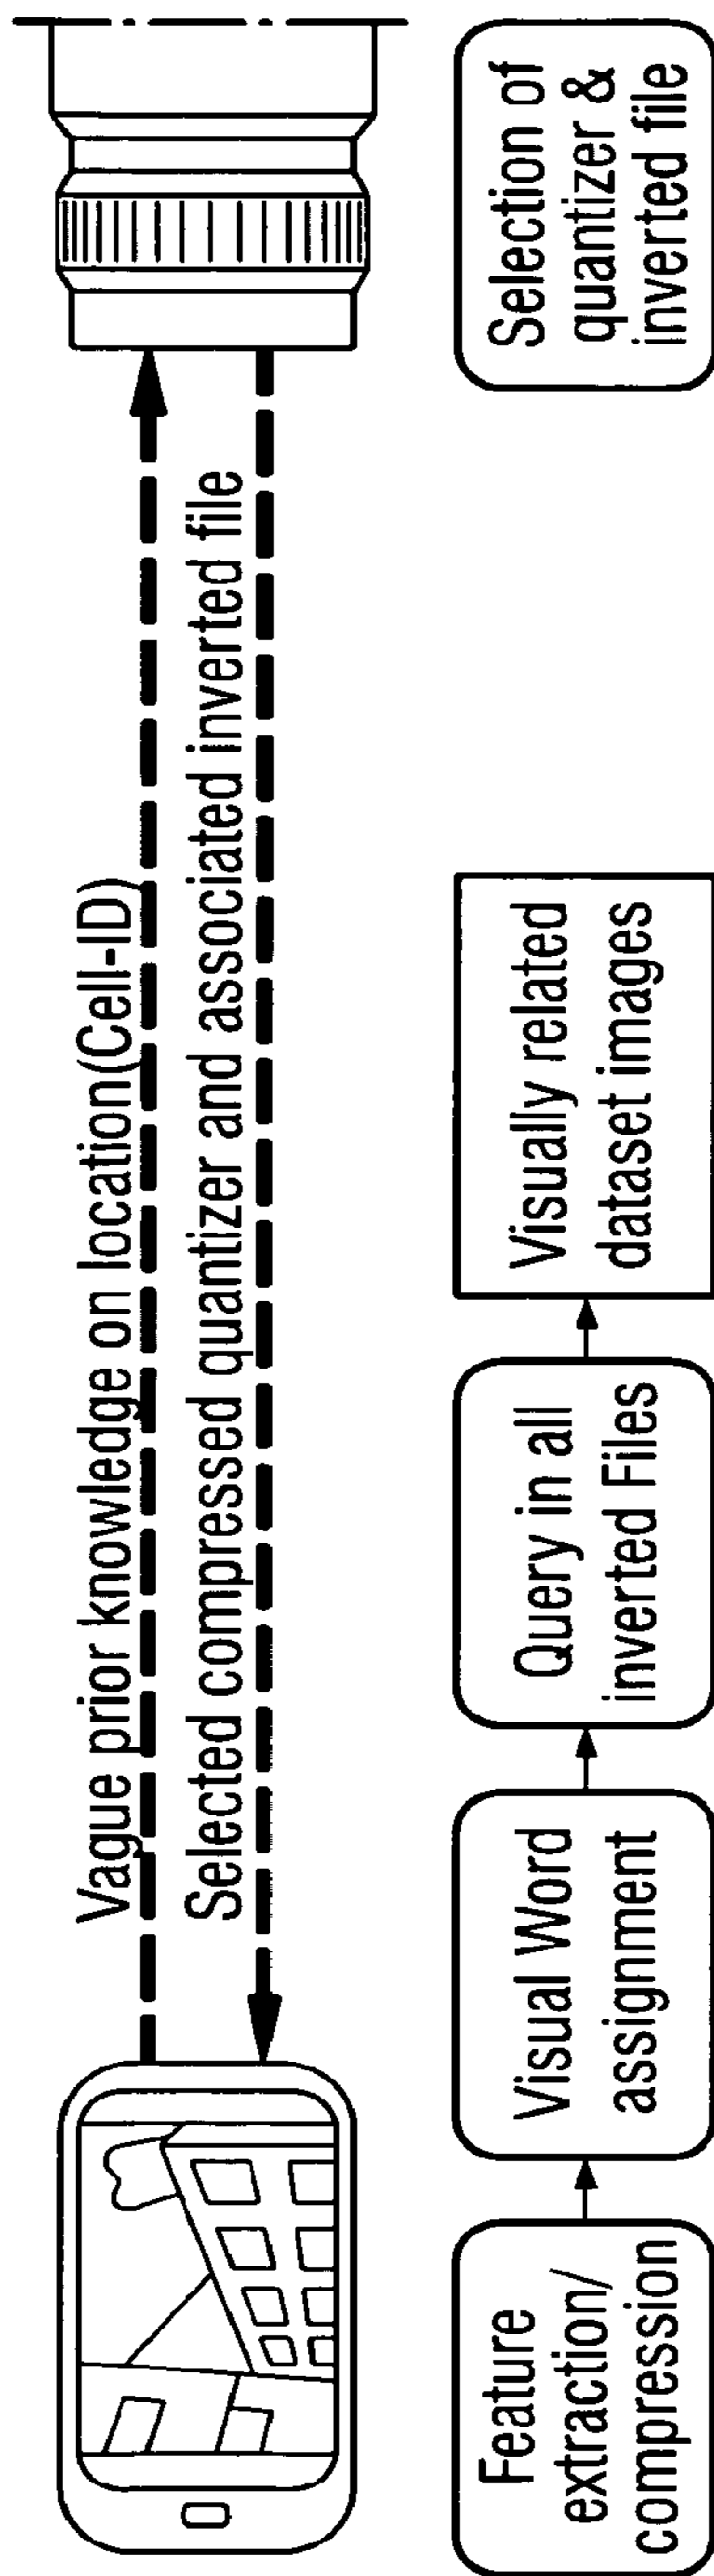 Vague prior knowledge on location(Cell-ID)
Selected compressed quantizer and associated inverted file
Feature
extraction/
compression
Visual Word
assignment
Query in all
inverted Files
Visually related
dataset images
Selection of
quantizer &
inverted file